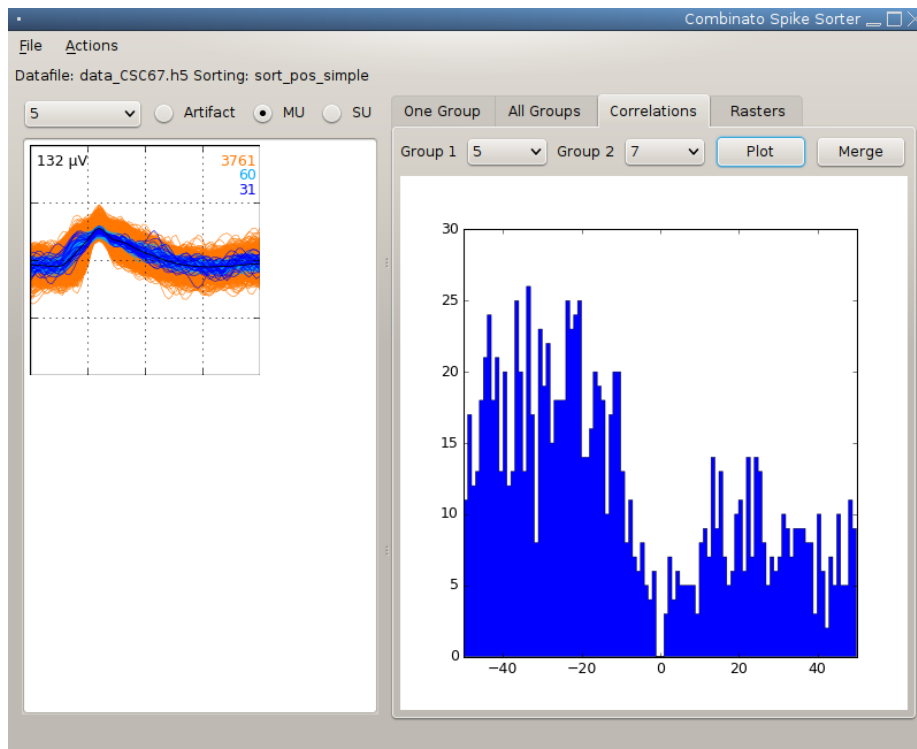 Combinato Spike Sorter
File Actions
Datafile: data_CSC67.h5 Sorting: sort_pos_simple
5 Artifact MU SU
132 µV 3761
60
31
One Group All Groups Correlations Rasters
Group 1 5 Group 2 7 Plot Merge
30
25
20
15
10
5
0
−40 −20 0 20 40